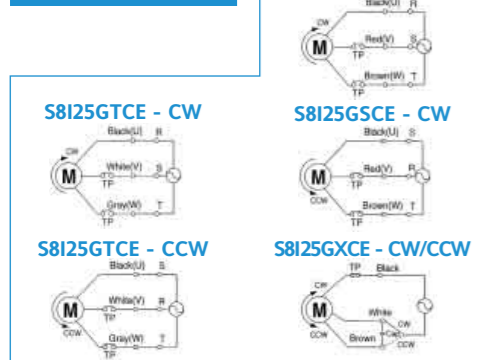 Black(U) R
CW
M
Red(V) S
TP
Brown(W) T
TP
S8I25GTCE - CW
Black(U) R
CW
M
White(V) S
TP
Gray(W) T
TP
S8I25GSCE - CW
Black(U) S
M
Red(V) R
TP
CCW
Brown(W) T
TP
S8I25GTCE - CCW
Black(U) S
M
White(V) R
TP
CCW
Gray(W) T
TP
S8I25GXCE - CW/CCW
TP Black
CW
M
White
CW
Cap
CCW
Brown
CCW